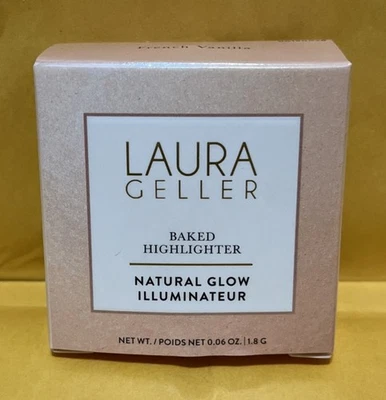 French Vanilla
LAURA
GELLER
BAKED
HIGHLIGHTER
NATURAL GLOW
ILLUMINATEUR
NET WT. / POIDS NET 0.06 OZ. | 1.8 G